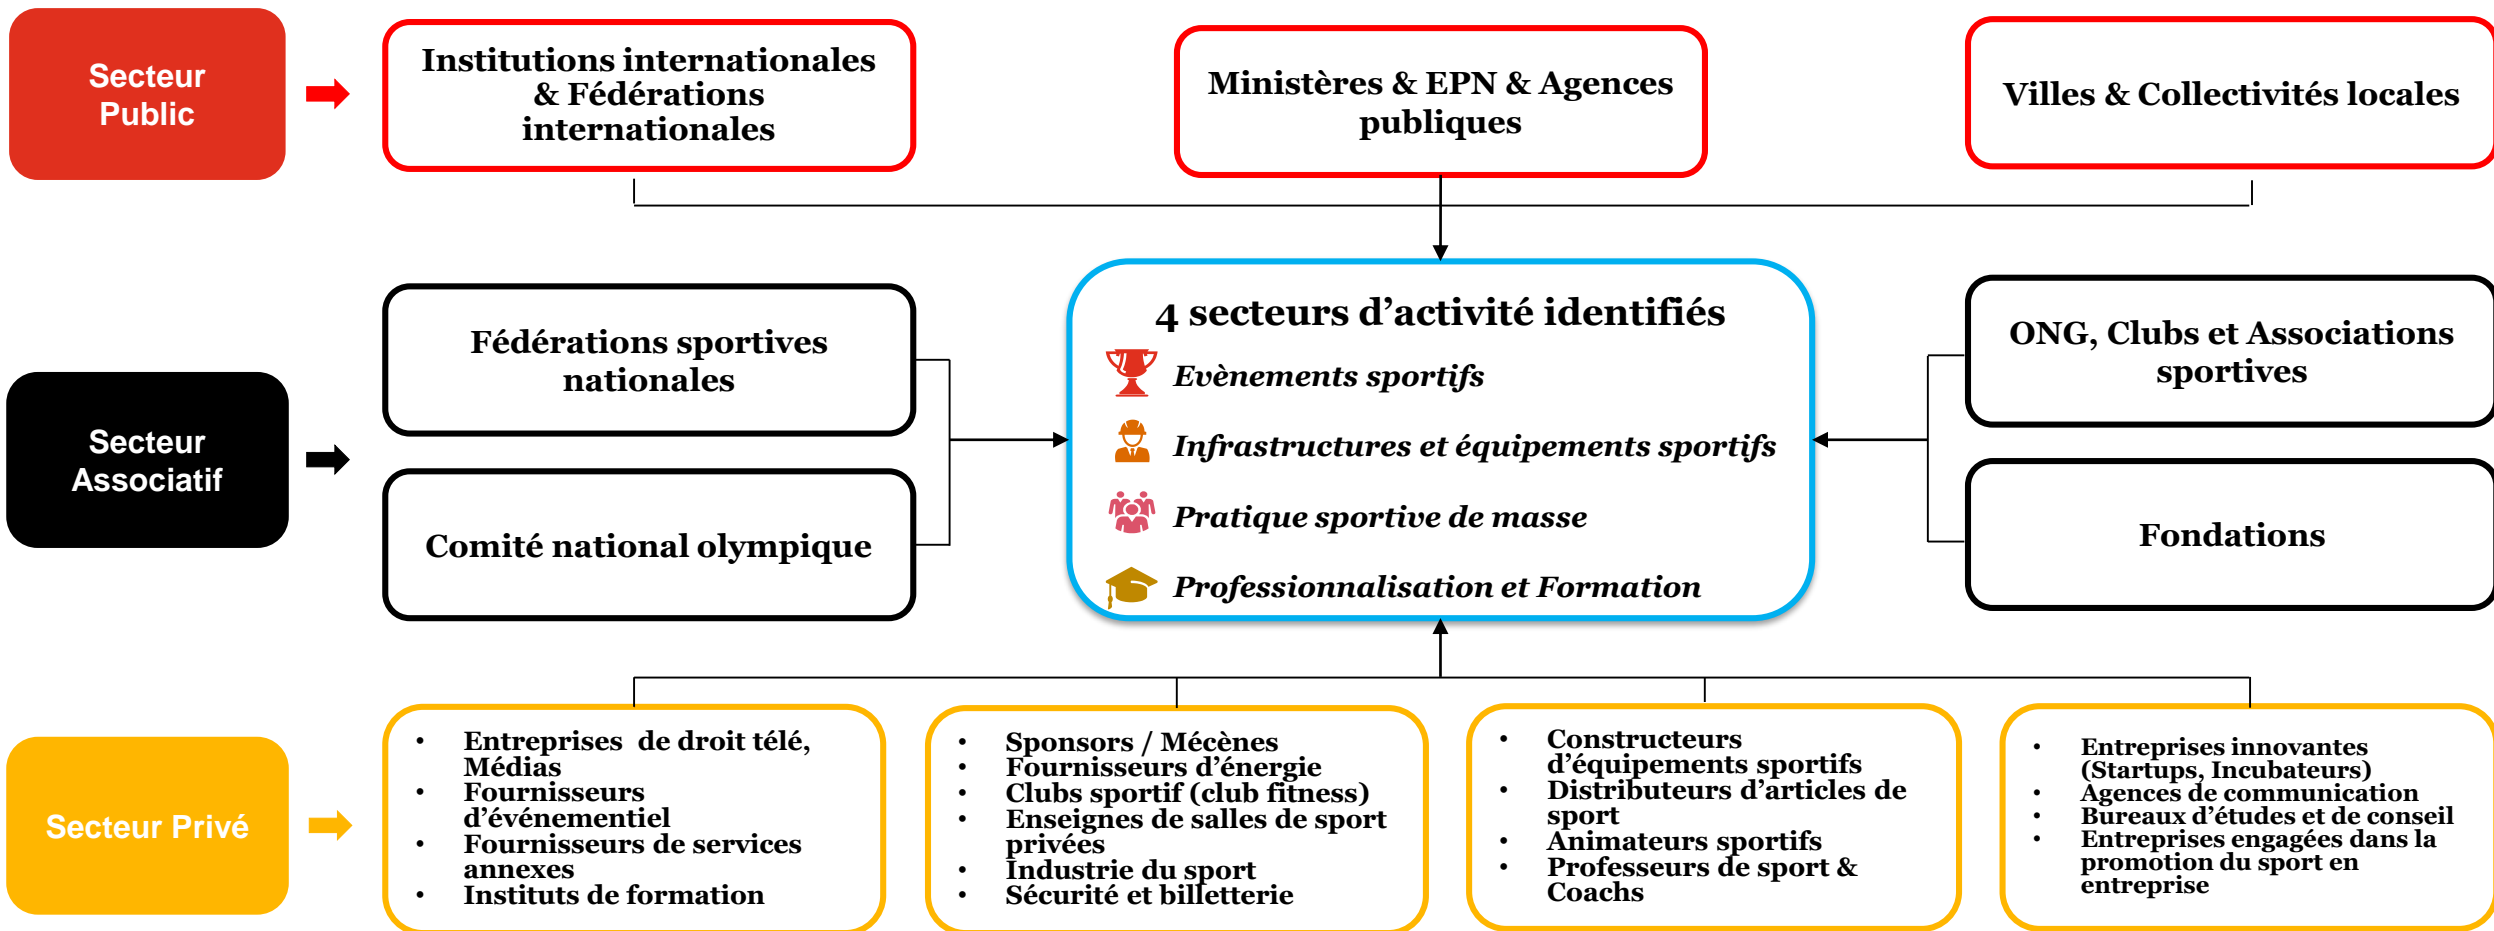 Secteur
Public
Institutions internationales
& Fédérations
internationales
Ministères & EPN & Agences
publiques
Villes & Collectivités locales
Secteur
Associatif
Fédérations sportives
nationales
Comité national olympique
4 secteurs d’activité identifiés
Evènements sportifs
Infrastructures et équipements sportifs
Pratique sportive de masse
Professionnalisation et Formation
ONG, Clubs et Associations
sportives
Fondations
Secteur Privé
• Entreprises  de droit télé,
Médias
• Fournisseurs
d’événementiel
• Fournisseurs de services
annexes
• Instituts de formation
• Sponsors / Mécènes
• Fournisseurs d’énergie
• Clubs sportif (club fitness)
• Enseignes de salles de sport
privées
• Industrie du sport
• Sécurité et billetterie
• Constructeurs
d’équipements sportifs
• Distributeurs d’articles de
sport
• Animateurs sportifs
• Professeurs de sport &
Coachs
• Entreprises innovantes
(Startups, Incubateurs)
• Agences de communication
• Bureaux d’études et de conseil
• Entreprises engagées dans la
promotion du sport en
entreprise